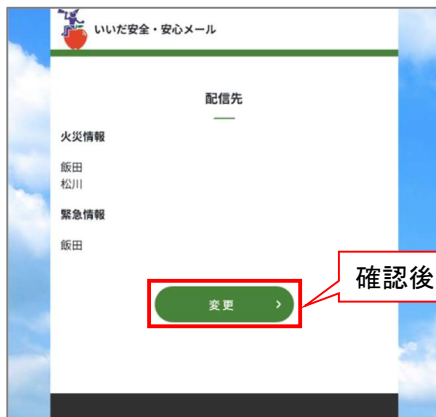 いいだ安全・安心メール
配信先
火災情報
飯田
松川
緊急情報
飯田
変更
確認後